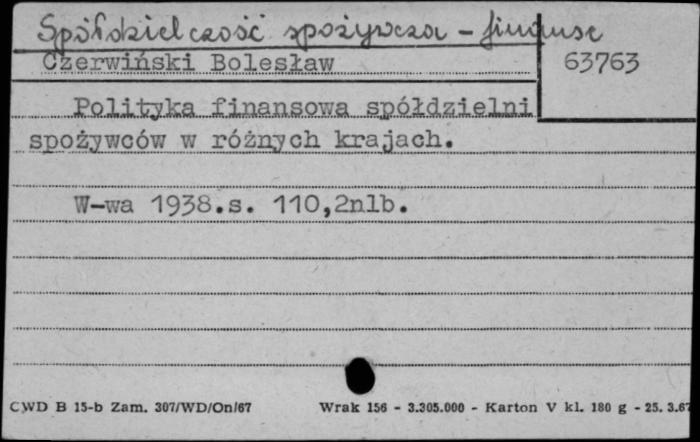 Spółdzielczość spożywcza - finanse
Czerwiński Bolesław
63763
Polityka finansowa spółdzielni
spożywców w różnych krajach.
W-wa 1938.s. 110,2nlb.
CWD B 15-b Zam. 307/WD/On/67 Wrak 156 - 3.305.000 - Karton V kl. 180 g - 25. 3.67